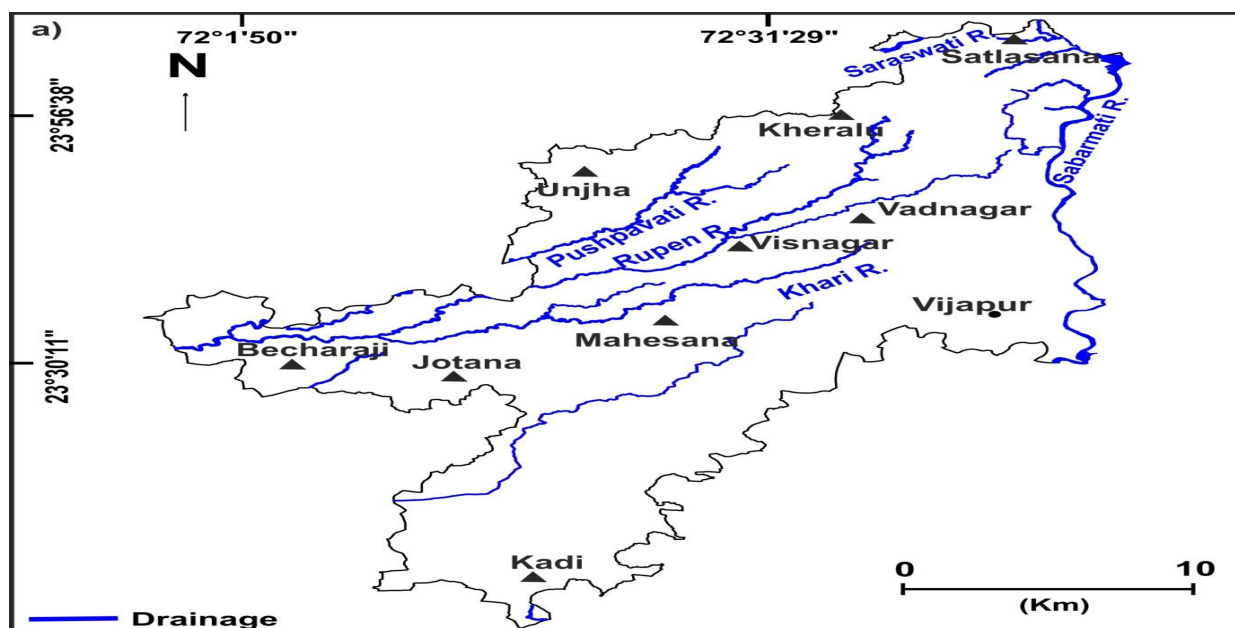 a)
72°1'50"
72°31'29"
N
23°56'38"
23°30'11"
Saraswati R.
Satlasana
Kheralu
Sabarmati R.
Unjha
Pushpavati R.
Rupen R.
Vadnagar
Visnagar
Khari R.
Vijapur
Mahesana
Becharaji
Jotana
Kadi
0
10
(Km)
Drainage